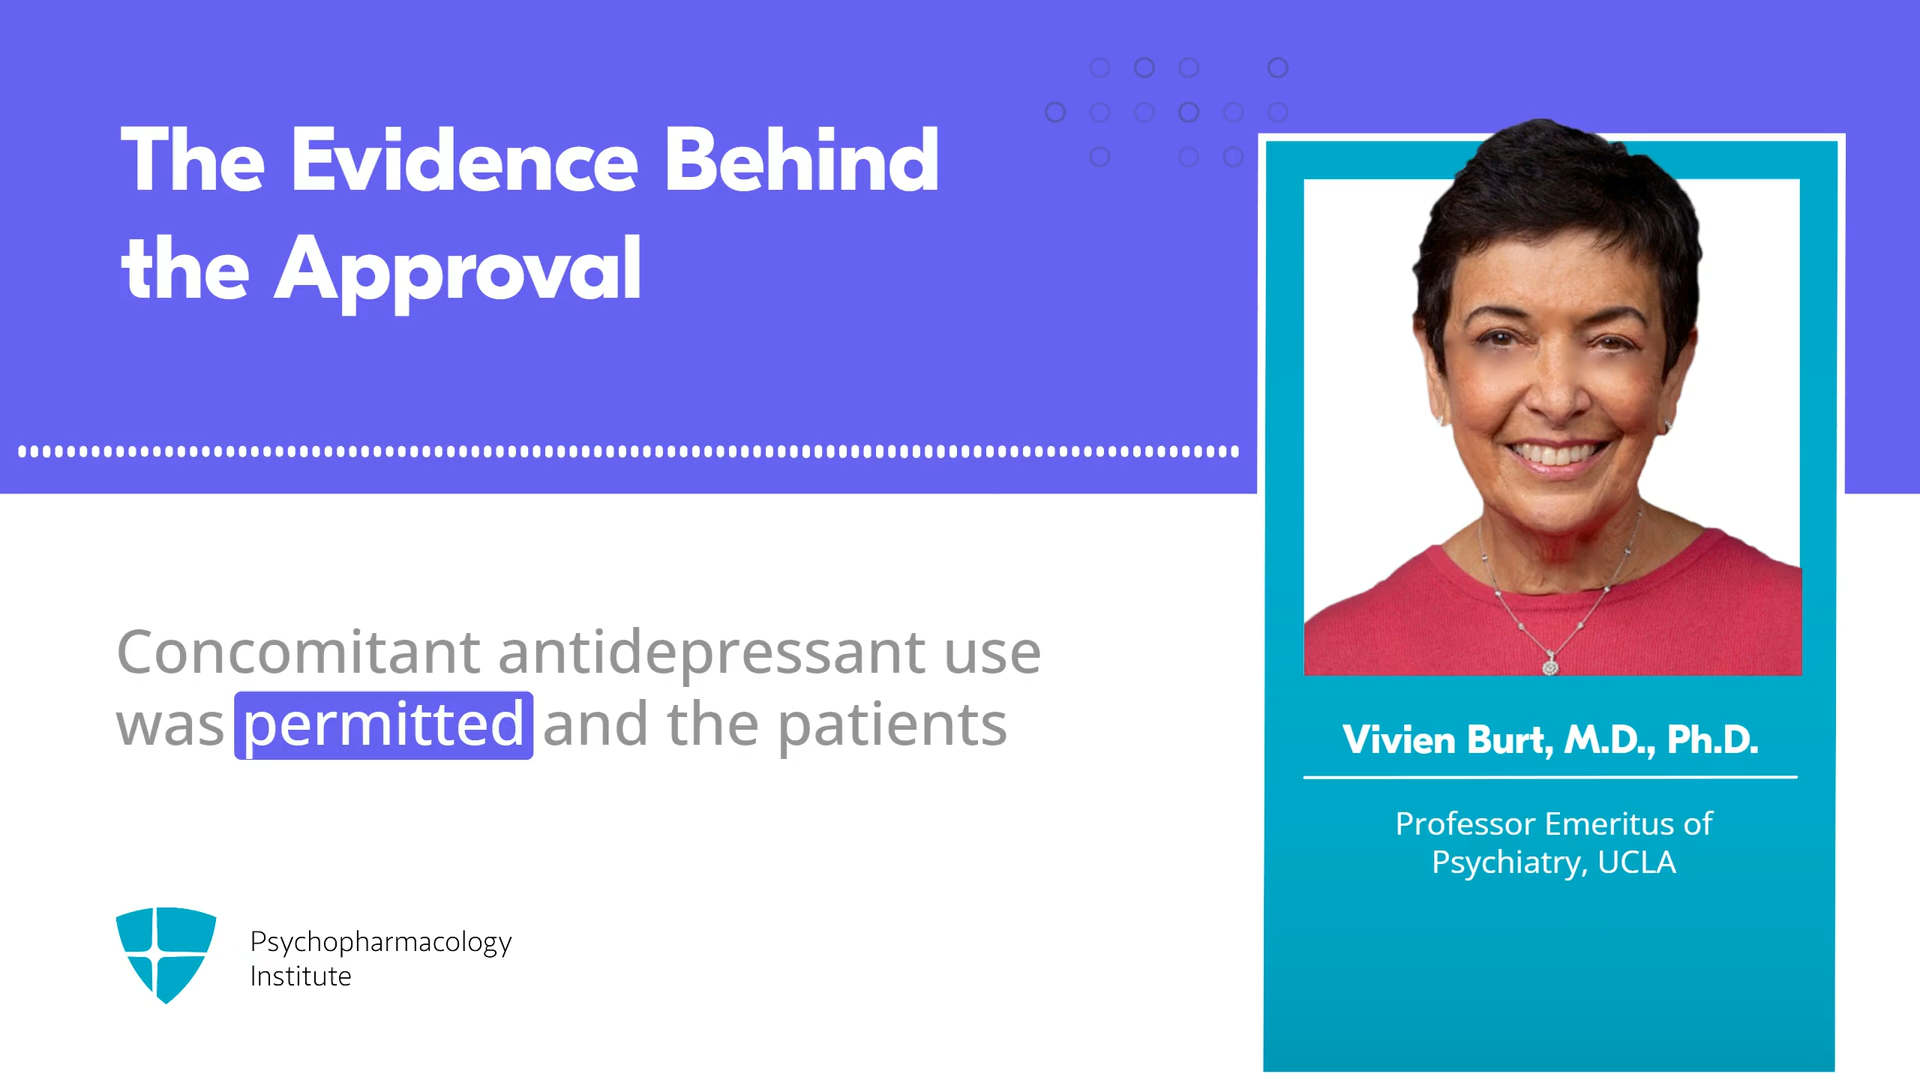 The Evidence Behind
the Approval
Concomitant antidepressant use
was permitted and the patients
Psychopharmacology
Institute
Vivien Burt, M.D., Ph.D.
Professor Emeritus of
Psychiatry, UCLA